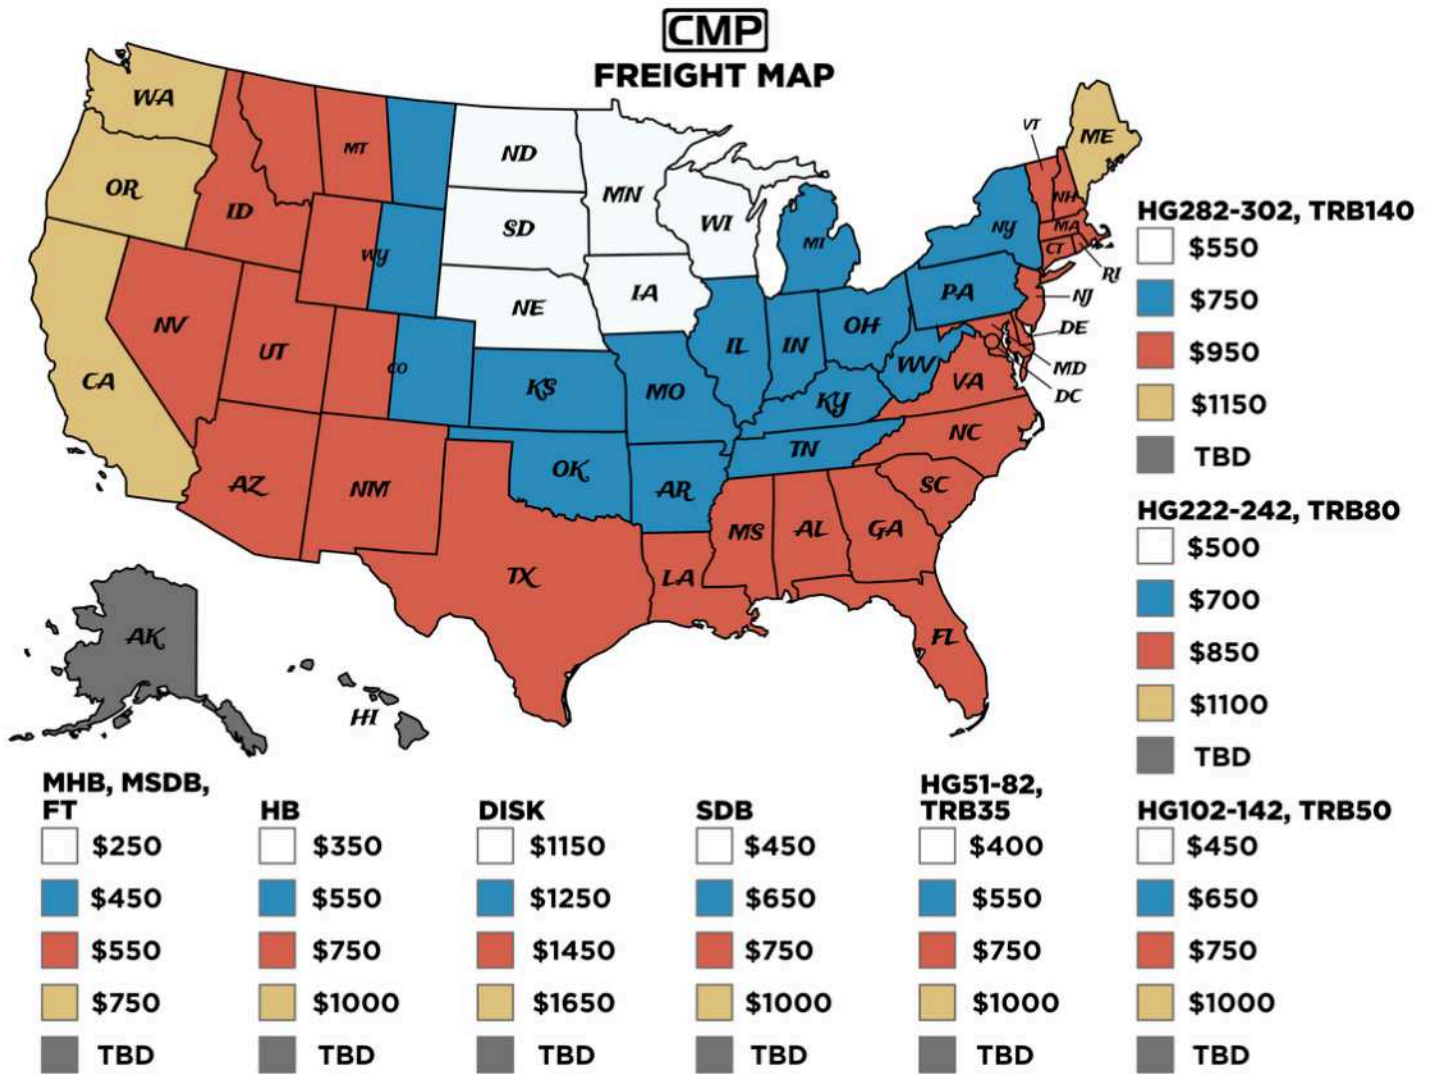 CMP
FREIGHT MAP
WA
OR
CA
NV
ID
MT
WY
UT
CO
AZ
NM
ND
SD
NE
KS
OK
TX
MN
IA
MO
AR
LA
WI
IL
MI
IN
OH
KY
TN
MS
AL
GA
FL
SC
NC
VA
WV
PA
NY
VT
NH
ME
MA
CT
RI
NJ
DE
MD
DC
AK
HI
HG282-302, TRB140
$550
$750
$950
$1150
TBD
HG222-242, TRB80
$500
$700
$850
$1100
TBD
MHB, MSDB,
FT
$250
$450
$550
$750
TBD
HB
$350
$550
$750
$1000
TBD
DISK
$1150
$1250
$1450
$1650
TBD
SDB
$450
$650
$750
$1000
TBD
HG51-82,
TRB35
$400
$550
$750
$1000
TBD
HG102-142, TRB50
$450
$650
$750
$1000
TBD